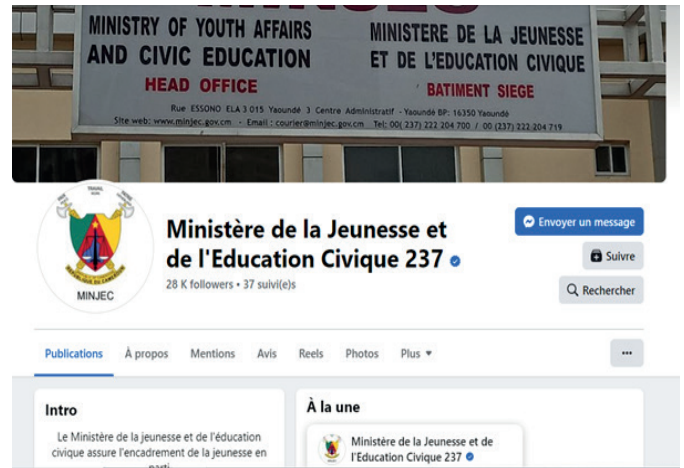 MINISTRY OF YOUTH AFFAIRS
AND CIVIC EDUCATION
HEAD OFFICE
MINISTERE DE LA JEUNESSE
ET DE L'EDUCATION CIVIQUE
BATIMENT SIEGE
Rue ESSONO ELA 3 015 Yaoundé 3 Centre Administratif - Yaoundé BP: 16350 Yaoundé
Site web: www.minjec.gov.cm - Email : courier@minjec.gov.cm Tel: 00( 237) 222 204 700 / 00 (237) 222 204 719
TRAVAIL
REPUBLIQUE DU CAMEROUN
MINJEC
Ministère de la Jeunesse et
de l'Education Civique 237
28 K followers • 37 suivi(e)s
Envoyer un message
Suivre
Rechercher
Publications À propos Mentions Avis Reels Photos Plus
Intro
Le Ministère de la jeunesse et de l'éducation
civique assure l'encadrement de la jeunesse en
À la une
Ministère de la Jeunesse et de
l'Education Civique 237